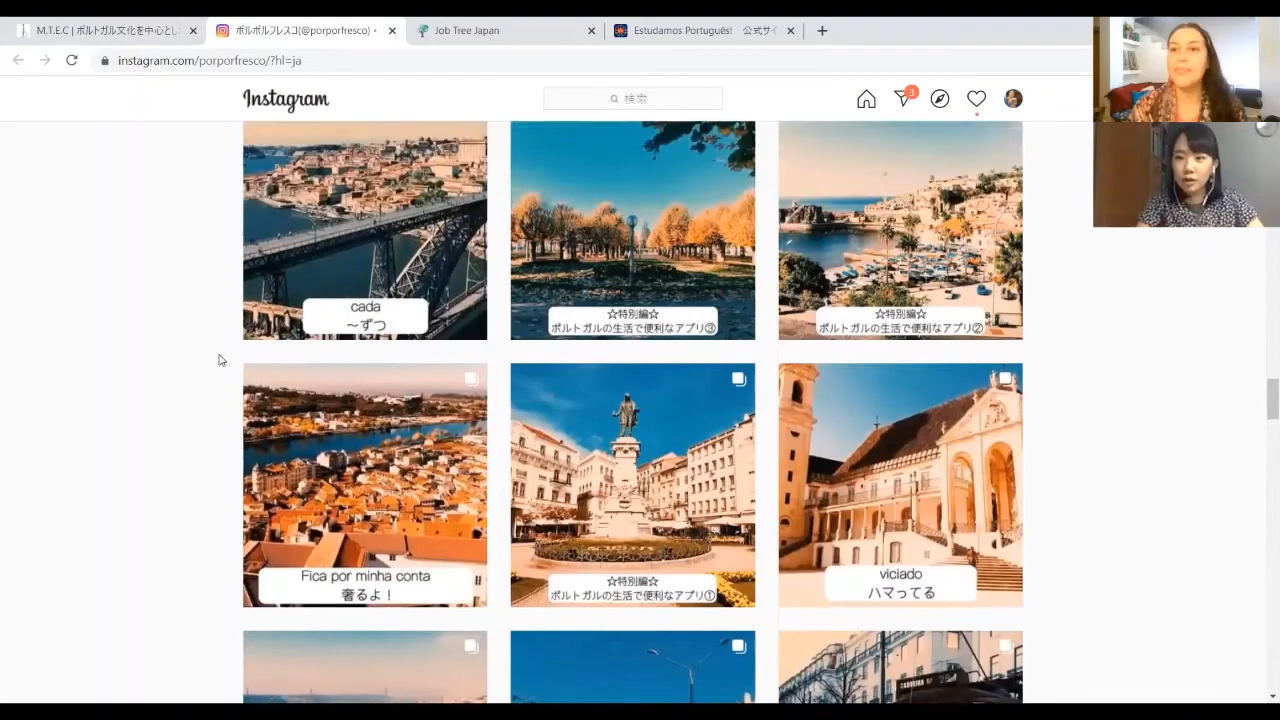 M.T.E.C | ポルトガル文化を中心とし
ポルポルフレスコ(@porporfresco) •
Job Tree Japan
Estudamos Português!　公式サイ
instagram.com/porporfresco/?hl=ja
Instagram
検索
3
cada
～ずつ
☆特別編☆
ポルトガルの生活で便利なアプリ③
☆特別編☆
ポルトガルの生活で便利なアプリ②
Fica por minha conta
奢るよ！
☆特別編☆
ポルトガルの生活で便利なアプリ①
viciado
ハマってる